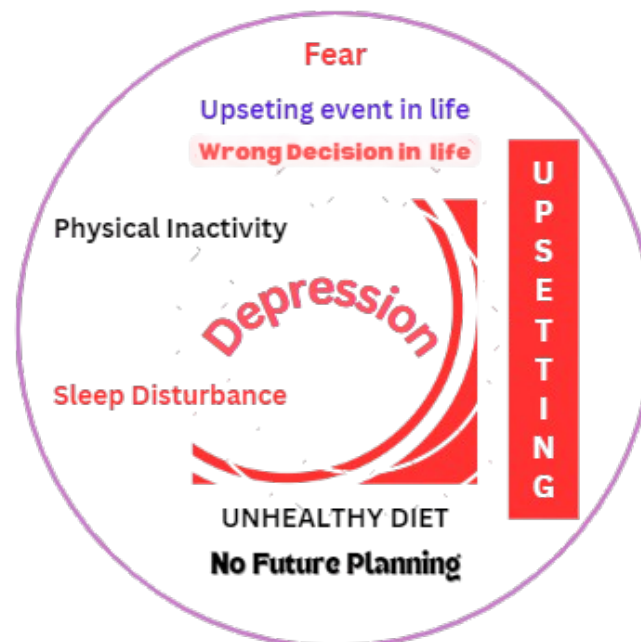 Fear
Upseting event in life
Wrong Decision in life
UPSETTING
Physical Inactivity
Depression
Sleep Disturbance
UNHEALTHY DIET
No Future Planning